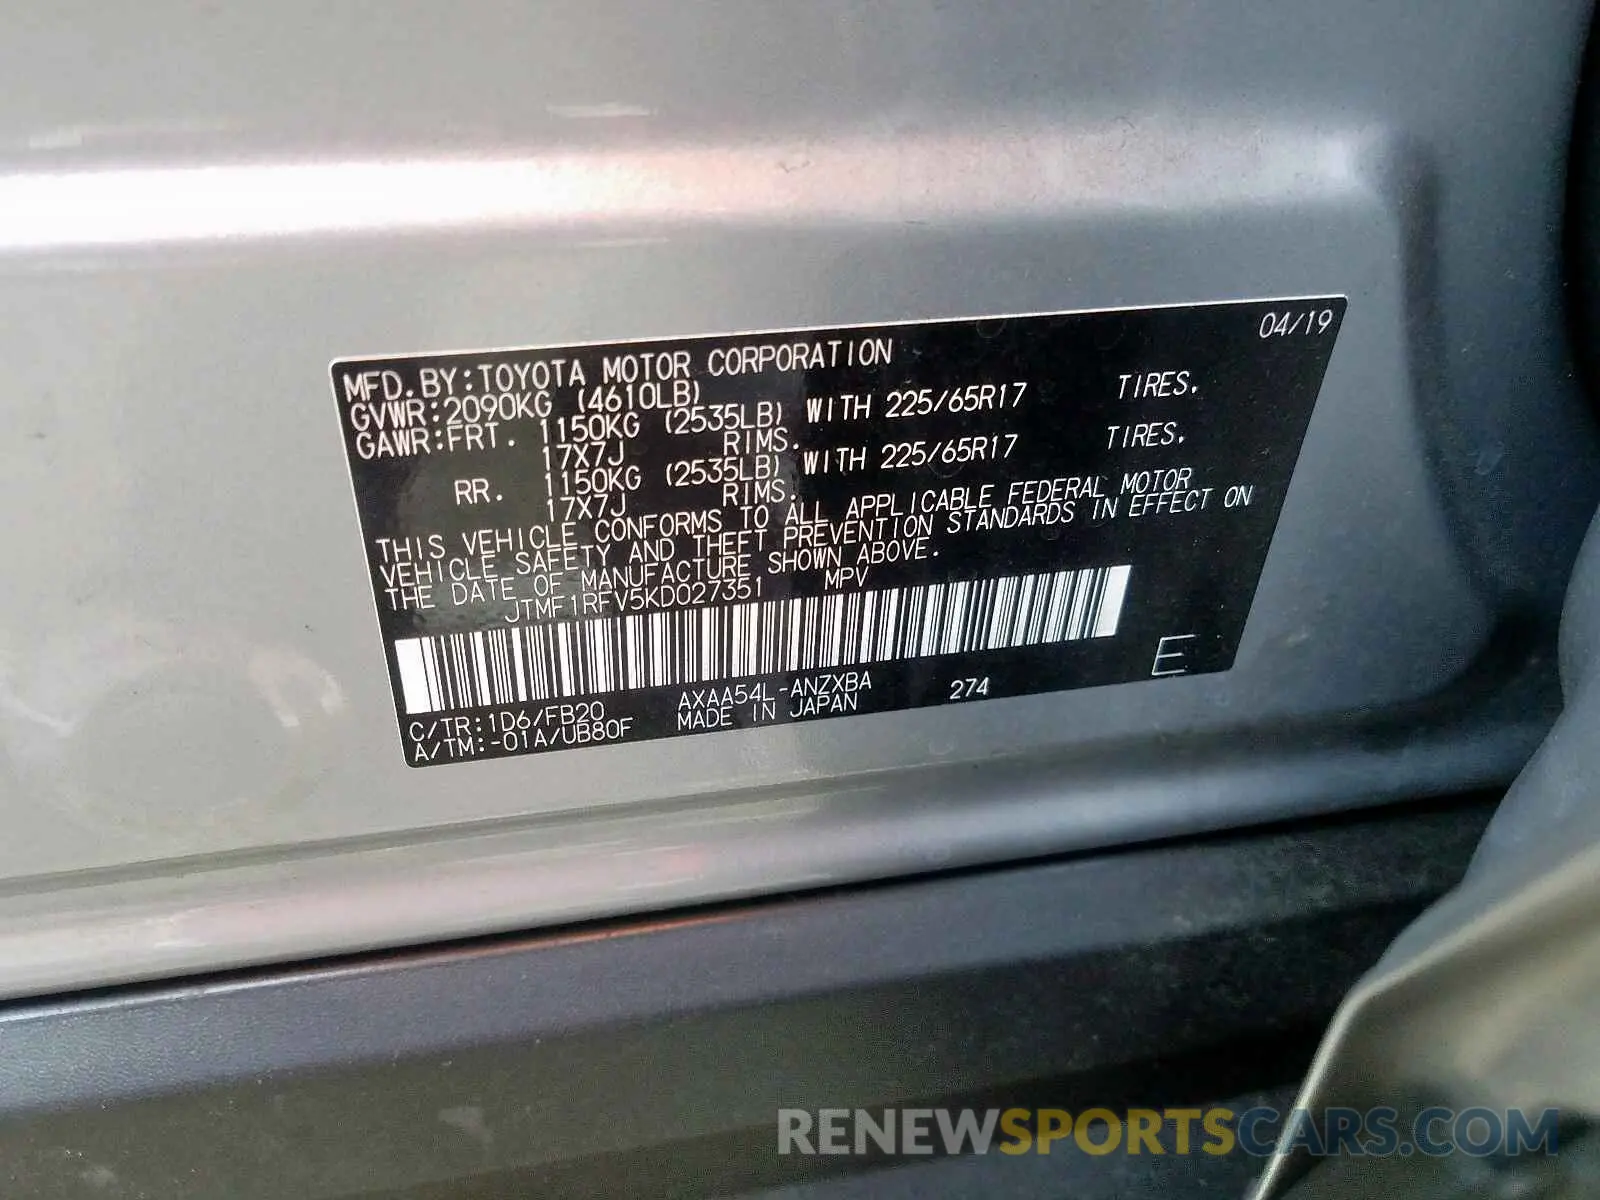 04/19
MFD.BY:TOYOTA MOTOR CORPORATION
GVWR:2090KG (4610LB)
GAWR:FRT. 1150KG (2535LB) WITH 225/65R17 TIRES.
17X7J RIMS.
RR. 1150KG (2535LB) WITH 225/65R17 TIRES.
17X7J RIMS.
THIS VEHICLE CONFORMS TO ALL APPLICABLE FEDERAL MOTOR
VEHICLE SAFETY AND THEFT PREVENTION STANDARDS IN EFFECT ON
THE DATE OF MANUFACTURE SHOWN ABOVE.
JTMF1RFV5KD027351 MPV
E
C/TR:1D6/FB20 AXAA54L-ANZXBA 274
A/TM:-01A/UB80F MADE IN JAPAN
RENEWSPORTSCARS.COM